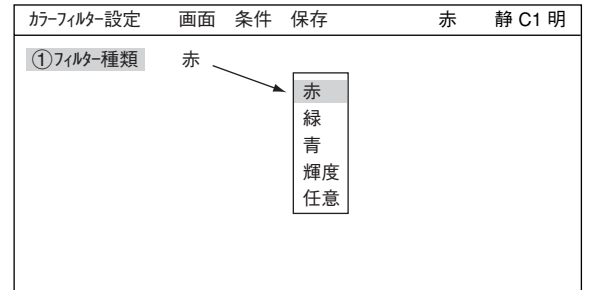 ｶﾗｰﾌｨﾙﾀｰ設定 画面 条件 保存 赤 静 C1 明
①ﾌｨﾙﾀｰ種類 赤
赤
緑
青
輝度
任意